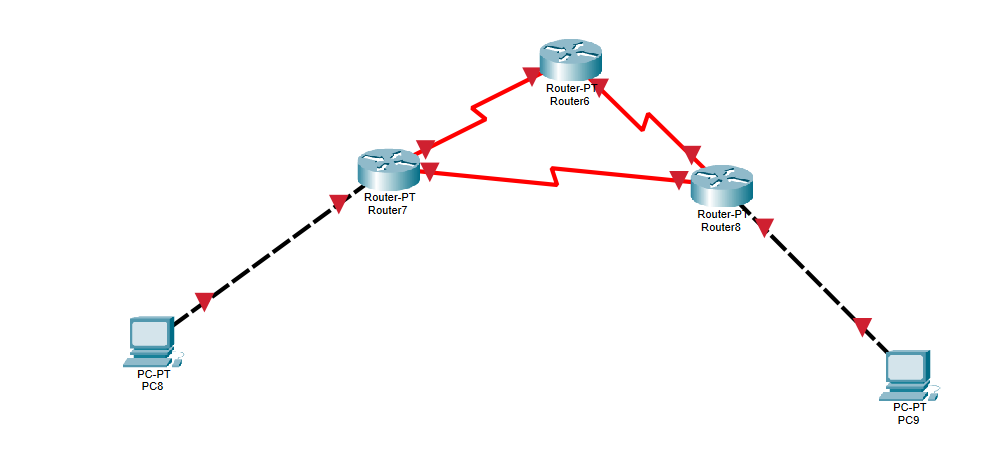 Router-PT
Router6
Router-PT
Router7
Router-PT
Router8
PC-PT
PC8
PC-PT
PC9